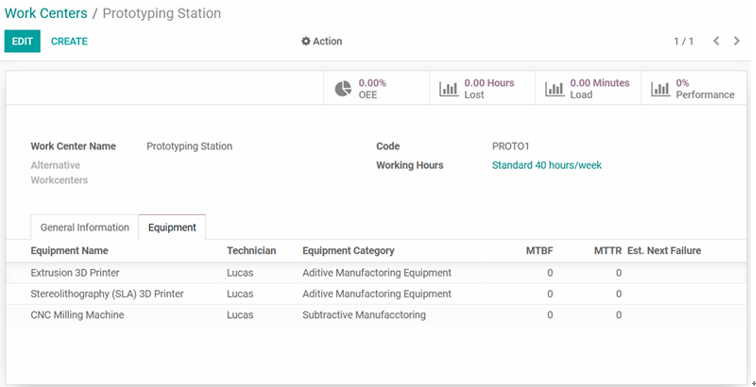 Work Centers / Prototyping Station
EDIT CREATE Action 1 / 1
0.00% OEE 0.00 Hours Lost 0.00 Minutes Load 0% Performance
Work Center Name Prototyping Station Code PROTO1
Alternative Workcenters Working Hours Standard 40 hours/week
General Information Equipment
Equipment Name Technician Equipment Category MTBF MTTR Est. Next Failure
Extrusion 3D Printer Lucas Aditive Manufactoring Equipment 0 0
Stereolithography (SLA) 3D Printer Lucas Aditive Manufactoring Equipment 0 0
CNC Milling Machine Lucas Subtractive Manufacctoring 0 0